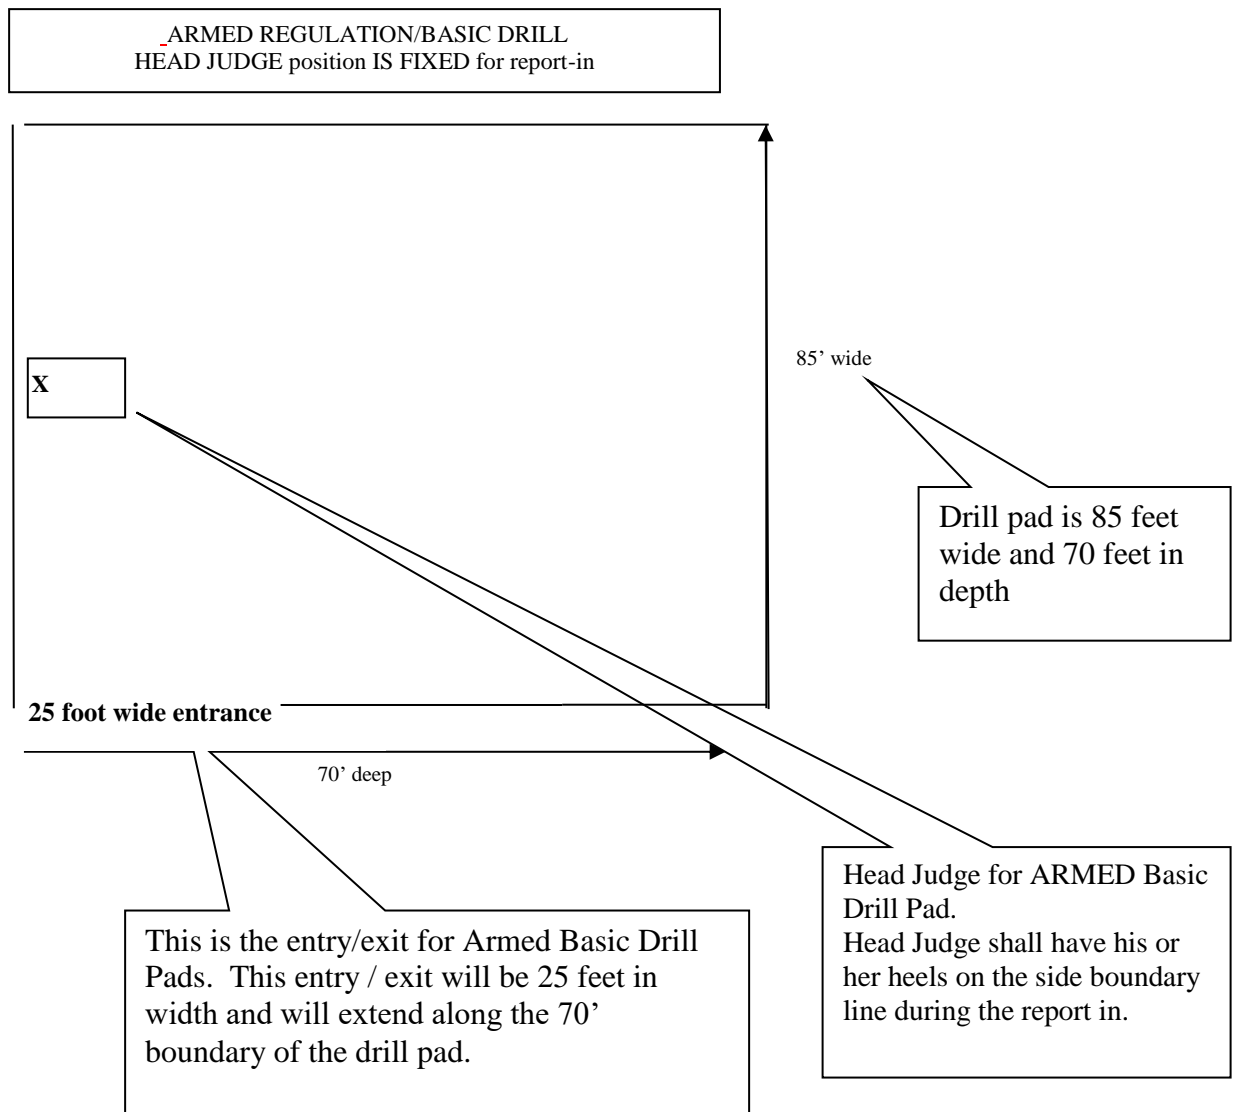 ARMED REGULATION/BASIC DRILL
HEAD JUDGE position IS FIXED for report-in
85’ wide
X
Drill pad is 85 feet
wide and 70 feet in
depth
25 foot wide entrance
70’ deep
Head Judge for ARMED Basic
Drill Pad.
Head Judge shall have his or
her heels on the side boundary
line during the report in.
This is the entry/exit for Armed Basic Drill
Pads. This entry / exit will be 25 feet in
width and will extend along the 70’
boundary of the drill pad.